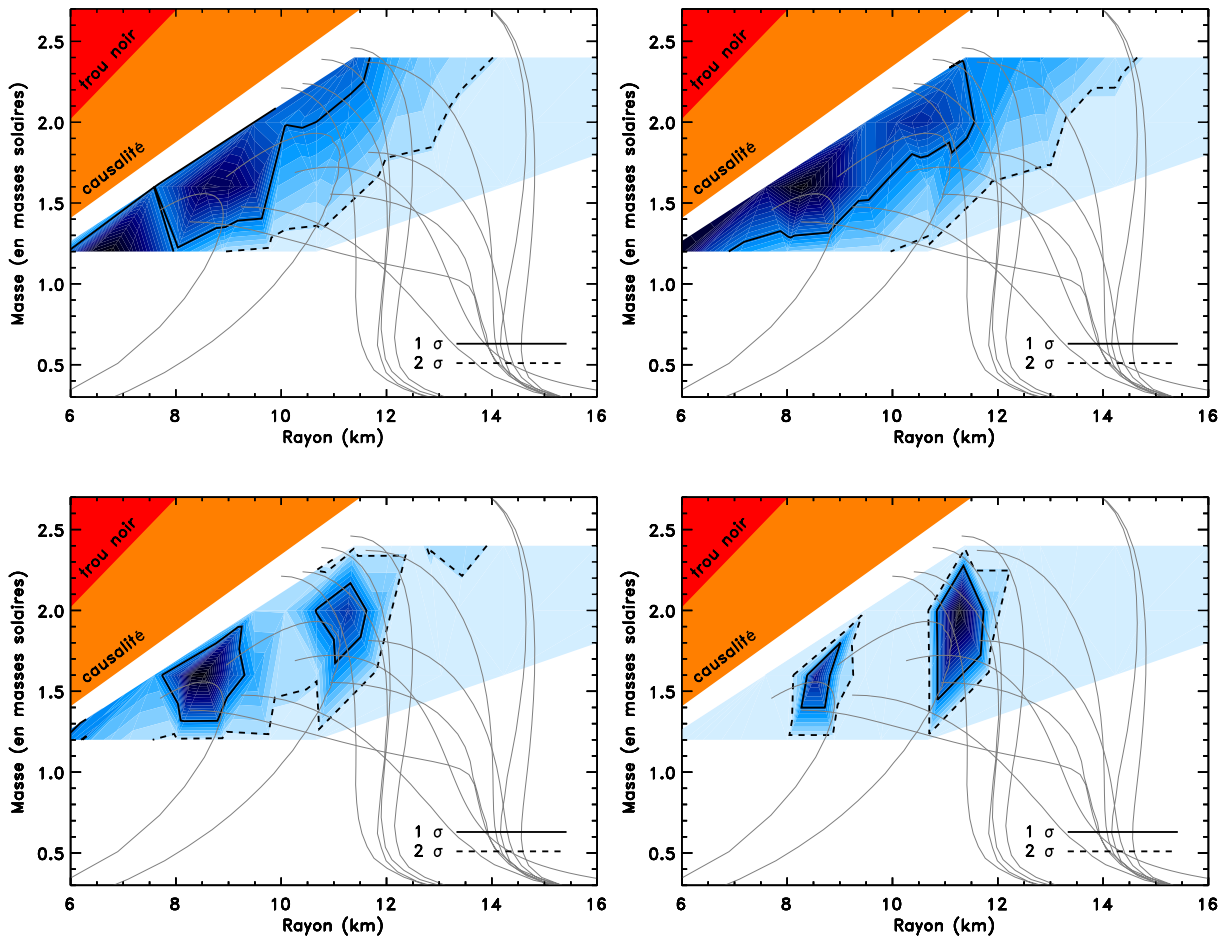 2.5
2.0
1.5
1.0
0.5
Masse (en masses solaires)
trou noir
causalité
1 σ
2 σ
6 8 10 12 14 16
Rayon (km)
2.5
2.0
1.5
1.0
0.5
Masse (en masses solaires)
trou noir
causalité
1 σ
2 σ
6 8 10 12 14 16
Rayon (km)
2.5
2.0
1.5
1.0
0.5
Masse (en masses solaires)
trou noir
causalité
1 σ
2 σ
6 8 10 12 14 16
Rayon (km)
2.5
2.0
1.5
1.0
0.5
Masse (en masses solaires)
trou noir
causalité
1 σ
2 σ
6 8 10 12 14 16
Rayon (km)